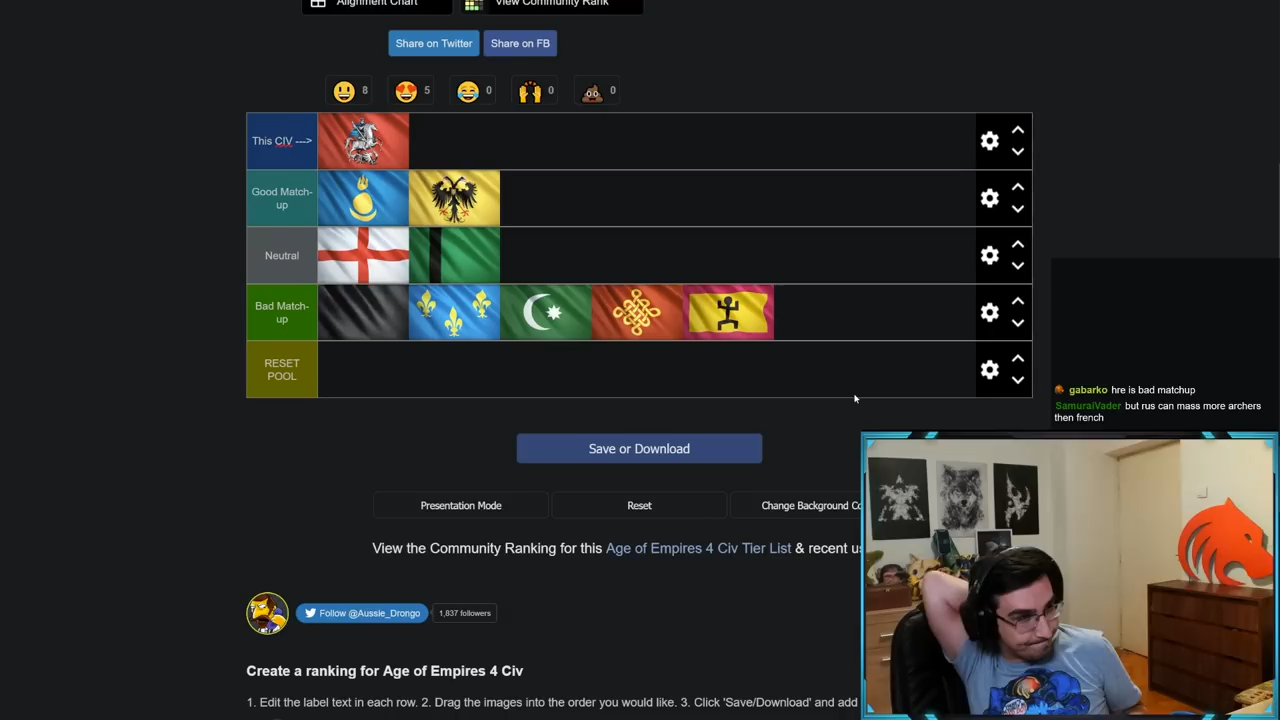 Alignment Chart
View Community Rank
Share on Twitter
Share on FB
8
5
0
0
0
This CIV --->
Good Match-
up
Neutral
Bad Match-
up
RESET
POOL
gabarko hre is bad matchup
SamuraiVader but rus can mass more archers
then french
Save or Download
Presentation Mode
Reset
Change Background Co
View the Community Ranking for this Age of Empires 4 Civ Tier List & recent us
Follow @Aussie_Drongo
1,837 followers
Create a ranking for Age of Empires 4 Civ
1. Edit the label text in each row. 2. Drag the images into the order you would like. 3. Click 'Save/Download' and add